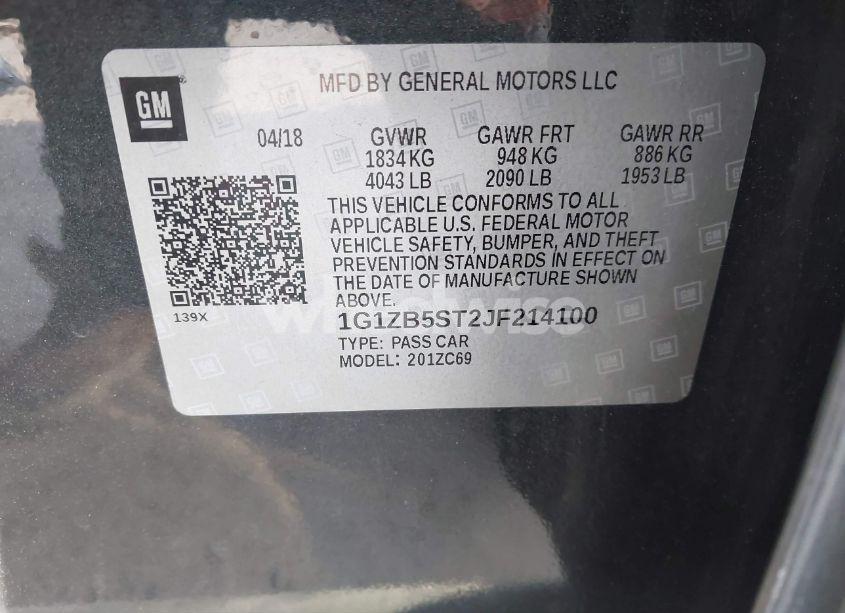 GM
MFD BY GENERAL MOTORS LLC
04/18 GVWR GAWR FRT GAWR RR
1834 KG 948 KG 886 KG
4043 LB 2090 LB 1953 LB
THIS VEHICLE CONFORMS TO ALL
APPLICABLE U.S. FEDERAL MOTOR
VEHICLE SAFETY, BUMPER, AND THEFT
PREVENTION STANDARDS IN EFFECT ON
THE DATE OF MANUFACTURE SHOWN
ABOVE.
139X
1G1ZB5ST2JF214100
TYPE: PASS CAR
MODEL: 201ZC69